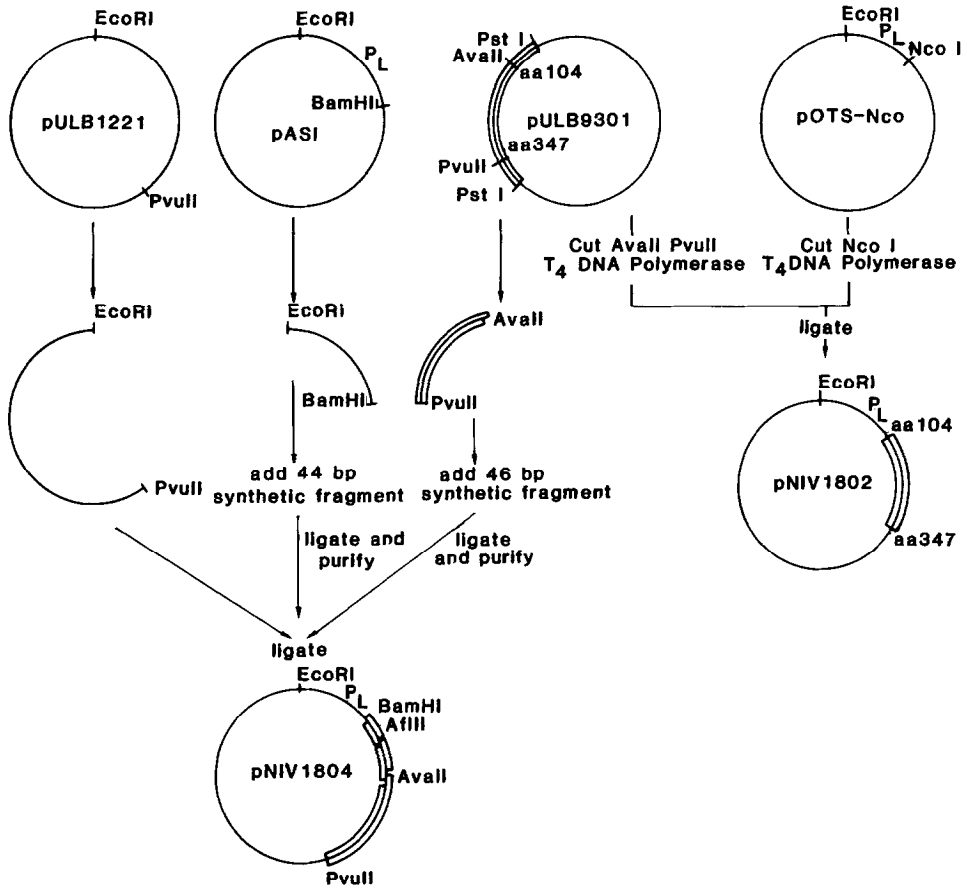 EcoRI
pULB1221
PvuII
EcoRI
PL
BamHI
pASI
Pst I
AvaII
aa104
pULB9301
aa347
PvuII
Pst I
EcoRI
PL
Nco I
pOTS-Nco
Cut AvaII PvuII
T4 DNA Polymerase
Cut Nco I
T4 DNA Polymerase
ligate
EcoRI
PvuII
EcoRI
BamHI
add 44 bp
synthetic fragment
ligate and
purify
AvaII
PvuII
add 46 bp
synthetic fragment
ligate
and purify
EcoRI
PL
aa104
pNIV1802
aa347
ligate
EcoRI
PL
BamHI
AflII
pNIV1804
AvaII
PvuII